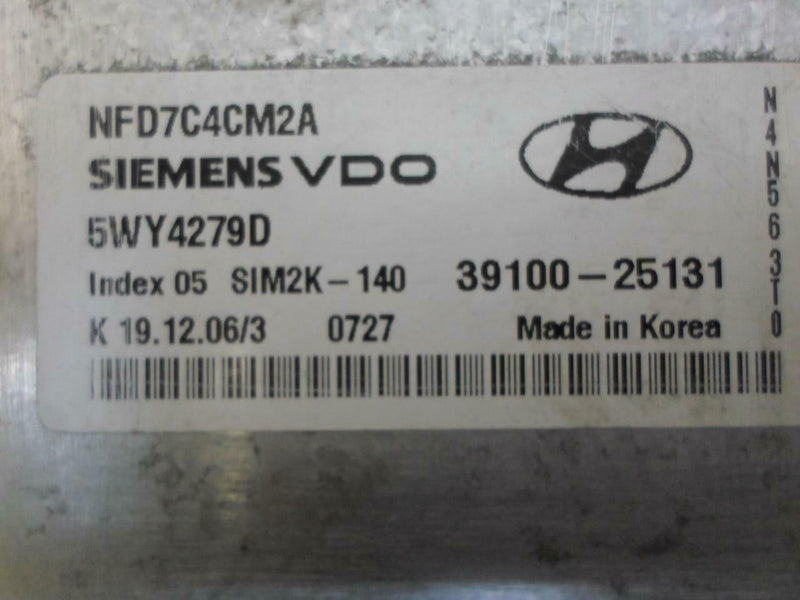 NFD7C4CM2A
SIEMENS VDO
5WY4279D
Index 05 SIM2K-140 39100-25131
K 19.12.06/3 0727 Made in Korea
N4N563T0